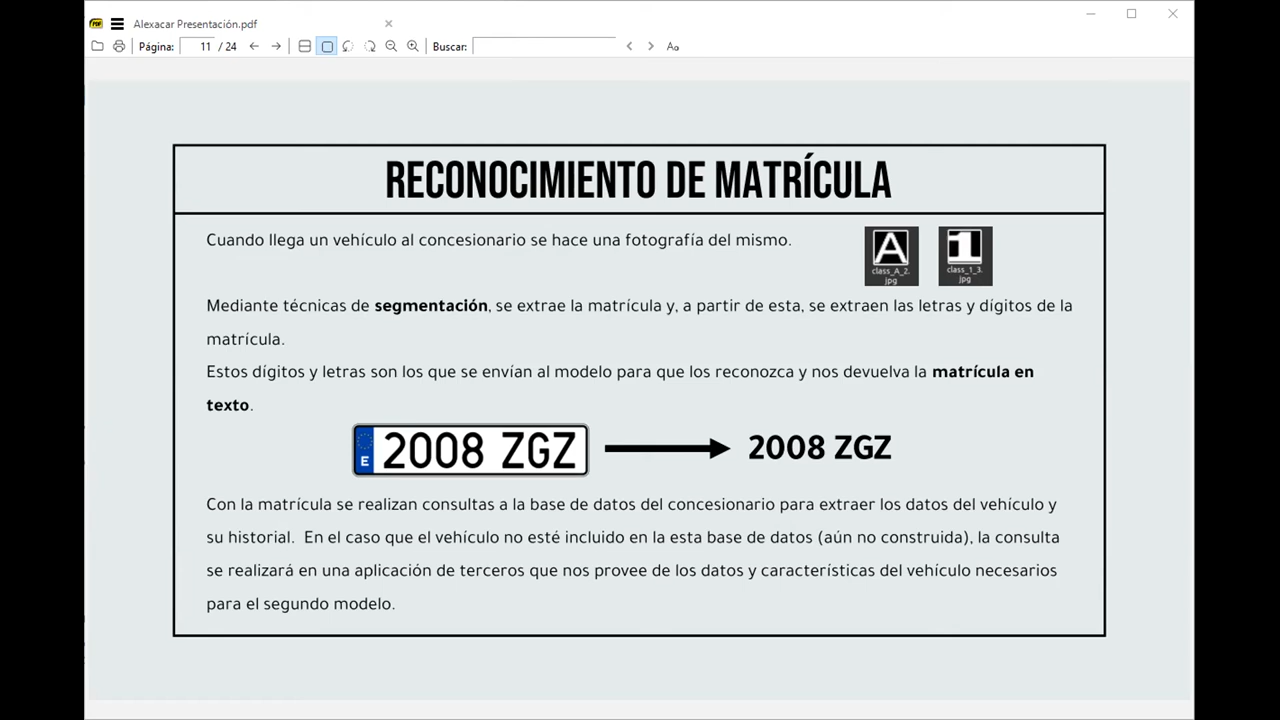 Alexacar Presentación.pdf
Página: 11 / 24 Buscar: Aa
RECONOCIMIENTO DE MATRÍCULA
Cuando llega un vehículo al concesionario se hace una fotografía del mismo.
A 1
class_A_2. class_1_3.
jpg jpg
Mediante técnicas de segmentación, se extrae la matrícula y, a partir de esta, se extraen las letras y dígitos de la
matrícula.
Estos dígitos y letras son los que se envían al modelo para que los reconozca y nos devuelva la matrícula en
texto.
E 2008 ZGZ 2008 ZGZ
Con la matrícula se realizan consultas a la base de datos del concesionario para extraer los datos del vehículo y
su historial. En el caso que el vehículo no esté incluido en la esta base de datos (aún no construida), la consulta
se realizará en una aplicación de terceros que nos provee de los datos y características del vehículo necesarios
para el segundo modelo.